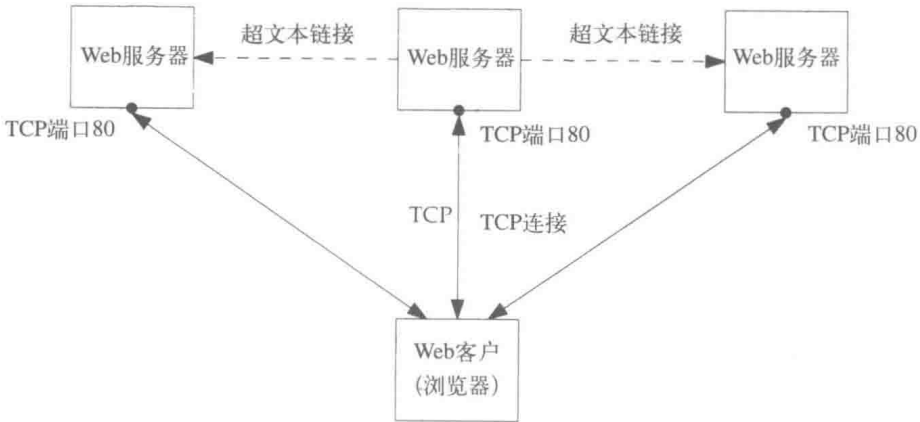 超文本链接
超文本链接
Web服务器
Web服务器
Web服务器
TCP端口80
TCP端口80
TCP端口80
TCP
TCP连接
Web客户
(浏览器)